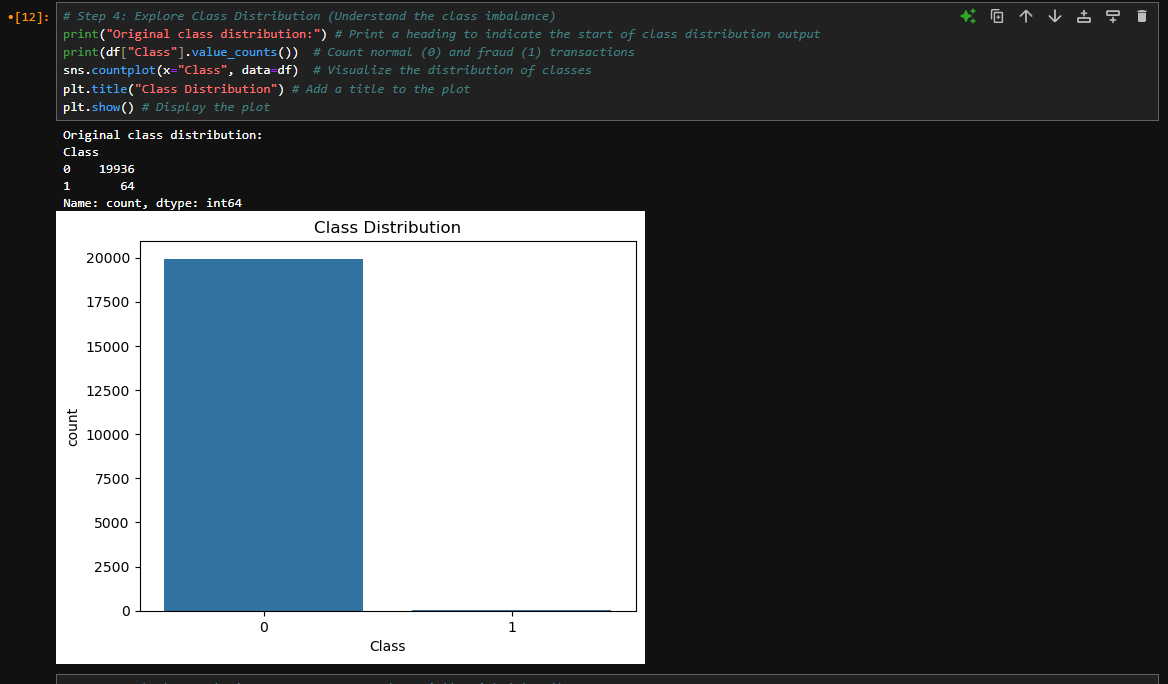 •[12]:
# Step 4: Explore Class Distribution (Understand the class imbalance)
print("Original class distribution:") # Print a heading to indicate the start of class distribution output
print(df["Class"].value_counts())  # Count normal (0) and fraud (1) transactions
sns.countplot(x="Class", data=df)  # Visualize the distribution of classes
plt.title("Class Distribution") # Add a title to the plot
plt.show() # Display the plot
Original class distribution:
Class
0    19936
1       64
Name: count, dtype: int64
Class Distribution
20000
17500
15000
12500
10000
7500
5000
2500
0
count
0 1
Class